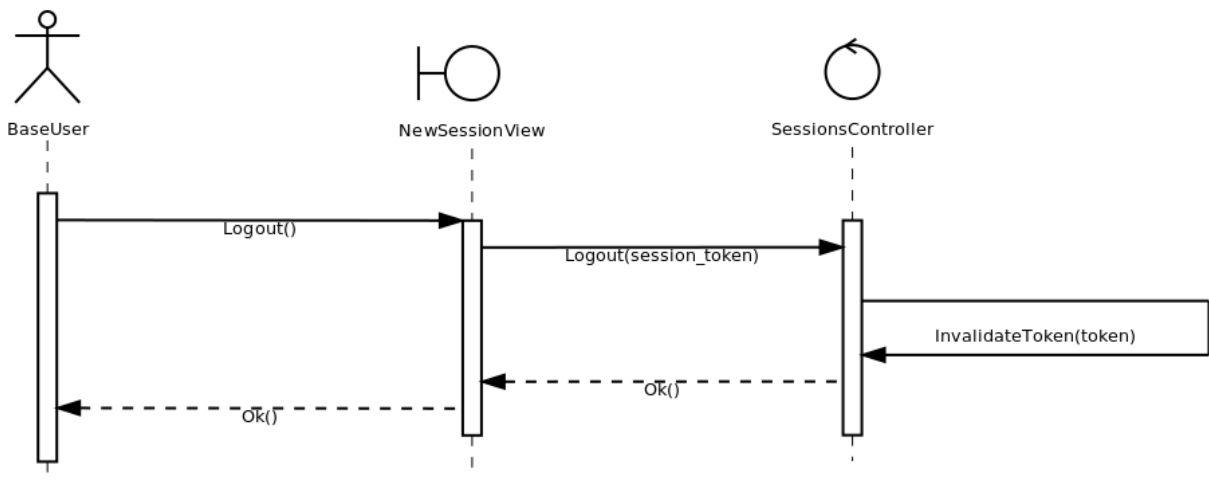 BaseUser
NewSessionView
SessionsController
Logout()
Logout(session_token)
InvalidateToken(token)
Ok()
Ok()